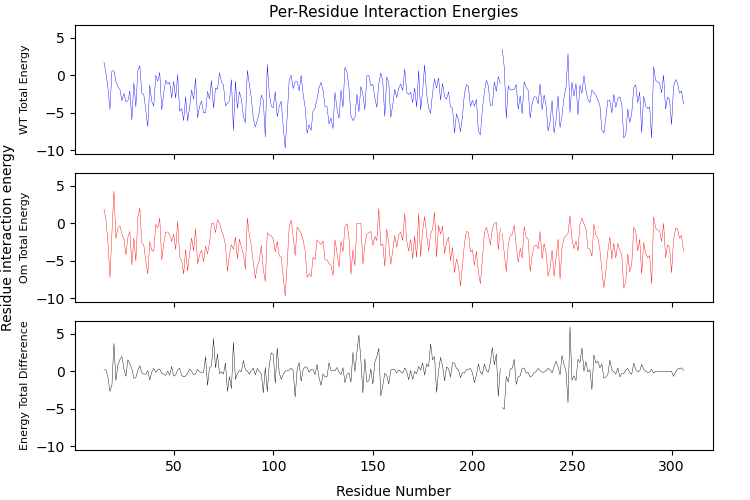 Per-Residue Interaction Energies
Residue interaction energy
WT Total Energy
5
0
−5
−10
Om Total Energy
5
0
−5
−10
Energy Total Difference
5
0
−5
−10
50 100 150 200 250 300
Residue Number